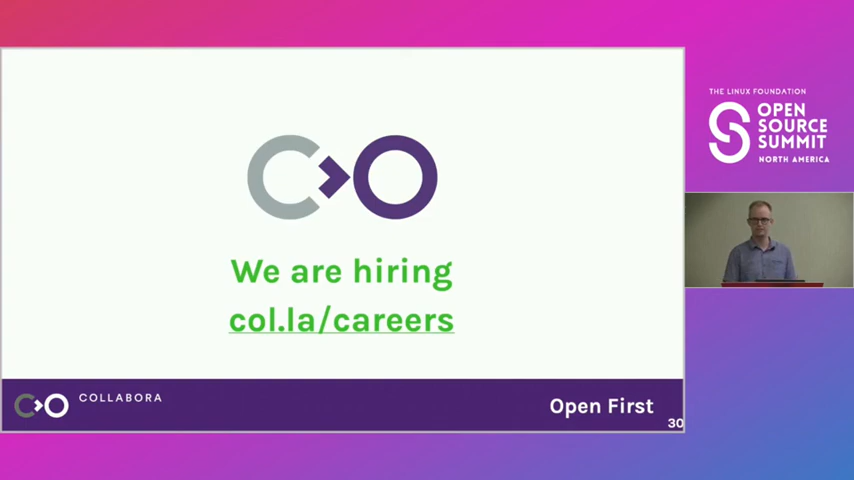 We are hiring
col.la/careers
COLLABORA
Open First
30
THE LINUX FOUNDATION
OPEN
SOURCE
SUMMIT
NORTH AMERICA